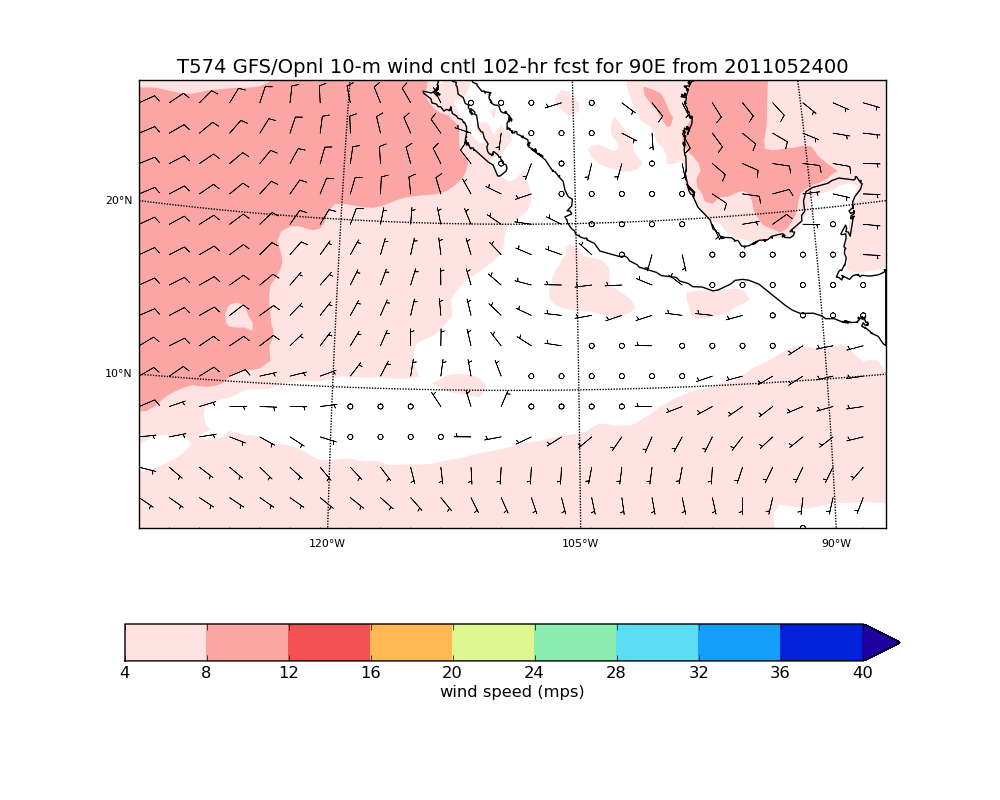 T574 GFS/Opnl 10-m wind cntl 102-hr fcst for 90E from 2011052400
20°N
10°N
120°W 105°W 90°W
4 8 12 16 20 24 28 32 36 40
wind speed (mps)